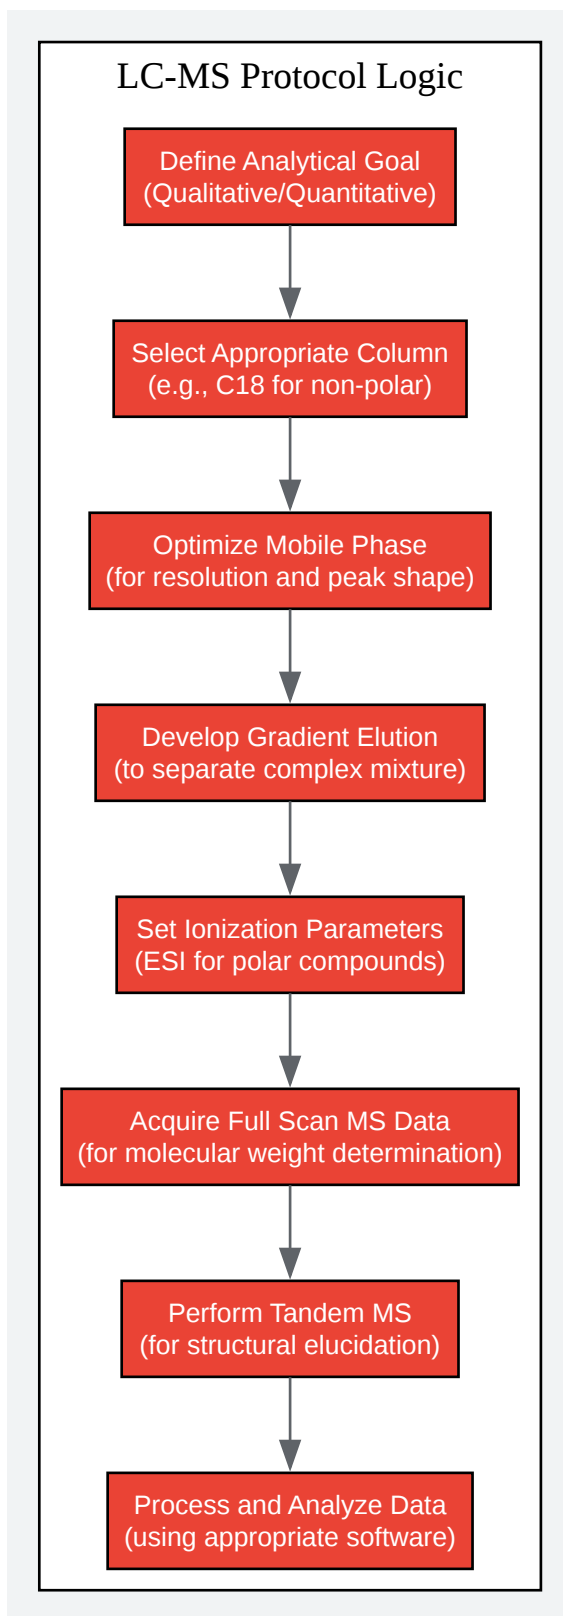 LC-MS Protocol Logic
Define Analytical Goal
(Qualitative/Quantitative)
Select Appropriate Column
(e.g., C18 for non-polar)
Optimize Mobile Phase
(for resolution and peak shape)
Develop Gradient Elution
(to separate complex mixture)
Set Ionization Parameters
(ESI for polar compounds)
Acquire Full Scan MS Data
(for molecular weight determination)
Perform Tandem MS
(for structural elucidation)
Process and Analyze Data
(using appropriate software)